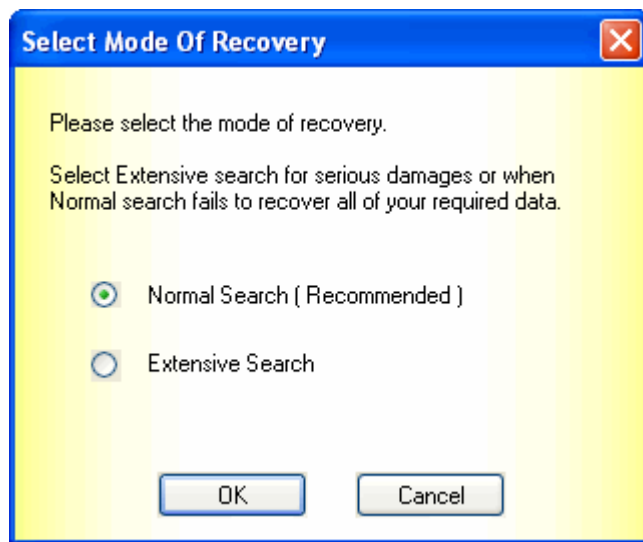 Select Mode Of Recovery
Please select the mode of recovery.
Select Extensive search for serious damages or when
Normal search fails to recover all of your required data.
Normal Search ( Recommended )
Extensive Search
OK
Cancel